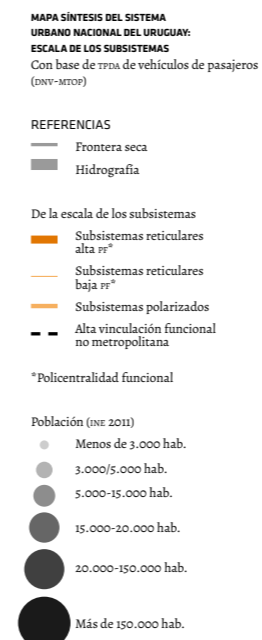 MAPA SÍNTESIS DEL SISTEMA
URBANO NACIONAL DEL URUGUAY:
ESCALA DE LOS SUBSISTEMAS
Con base de TPDA de vehículos de pasajeros
(DNV-MTOP)
REFERENCIAS
Frontera seca
Hidrografía
De la escala de los subsistemas
Subsistemas reticulares
alta PF*
Subsistemas reticulares
baja PF*
Subsistemas polarizados
Alta vinculación funcional
no metropolitana
*Policentralidad funcional
Población (INE 2011)
Menos de 3.000 hab.
3.000/5.000 hab.
5.000-15.000 hab.
15.000-20.000 hab.
20.000-150.000 hab.
Más de 150.000 hab.